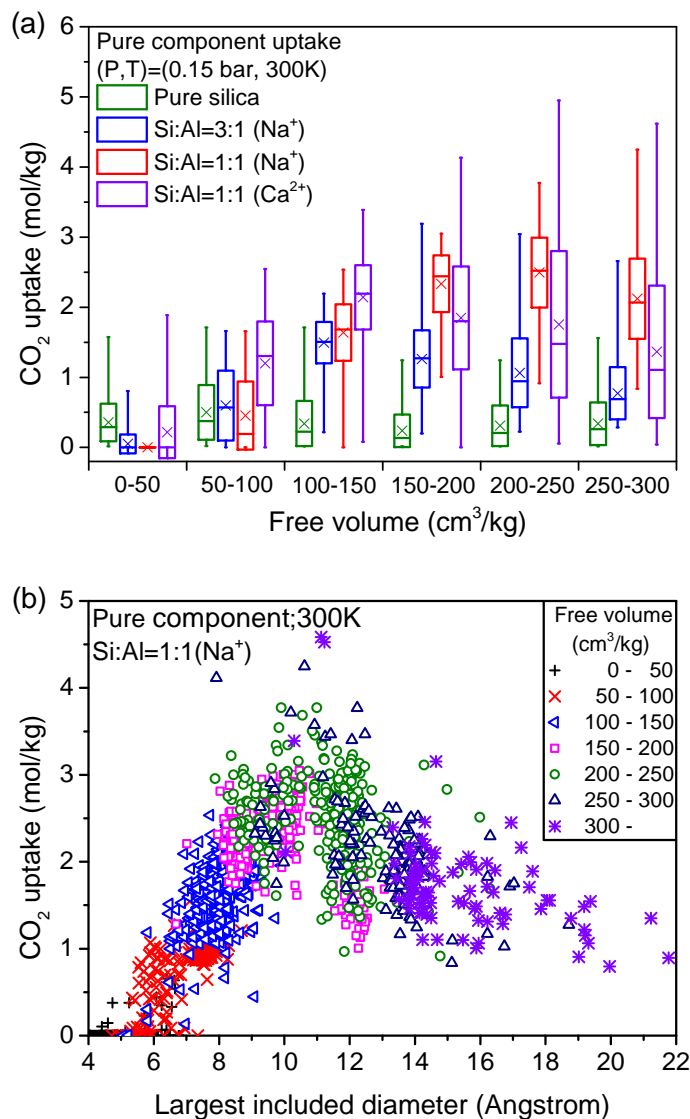 (a)
6
5
4
3
2
1
0
CO2 uptake (mol/kg)
Pure component uptake
(P,T)=(0.15 bar, 300K)
Pure silica
Si:Al=3:1 (Na⁺)
Si:Al=1:1 (Na⁺)
Si:Al=1:1 (Ca²⁺)
0-50 50-100 100-150 150-200 200-250 250-300
Free volume (cm³/kg)
(b)
5
4
3
2
1
0
CO2 uptake (mol/kg)
Pure component;300K
Si:Al=1:1(Na⁺)
Free volume
(cm³/kg)
0 - 50
50 - 100
100 - 150
150 - 200
200 - 250
250 - 300
300 -
4 6 8 10 12 14 16 18 20 22
Largest included diameter (Angstrom)